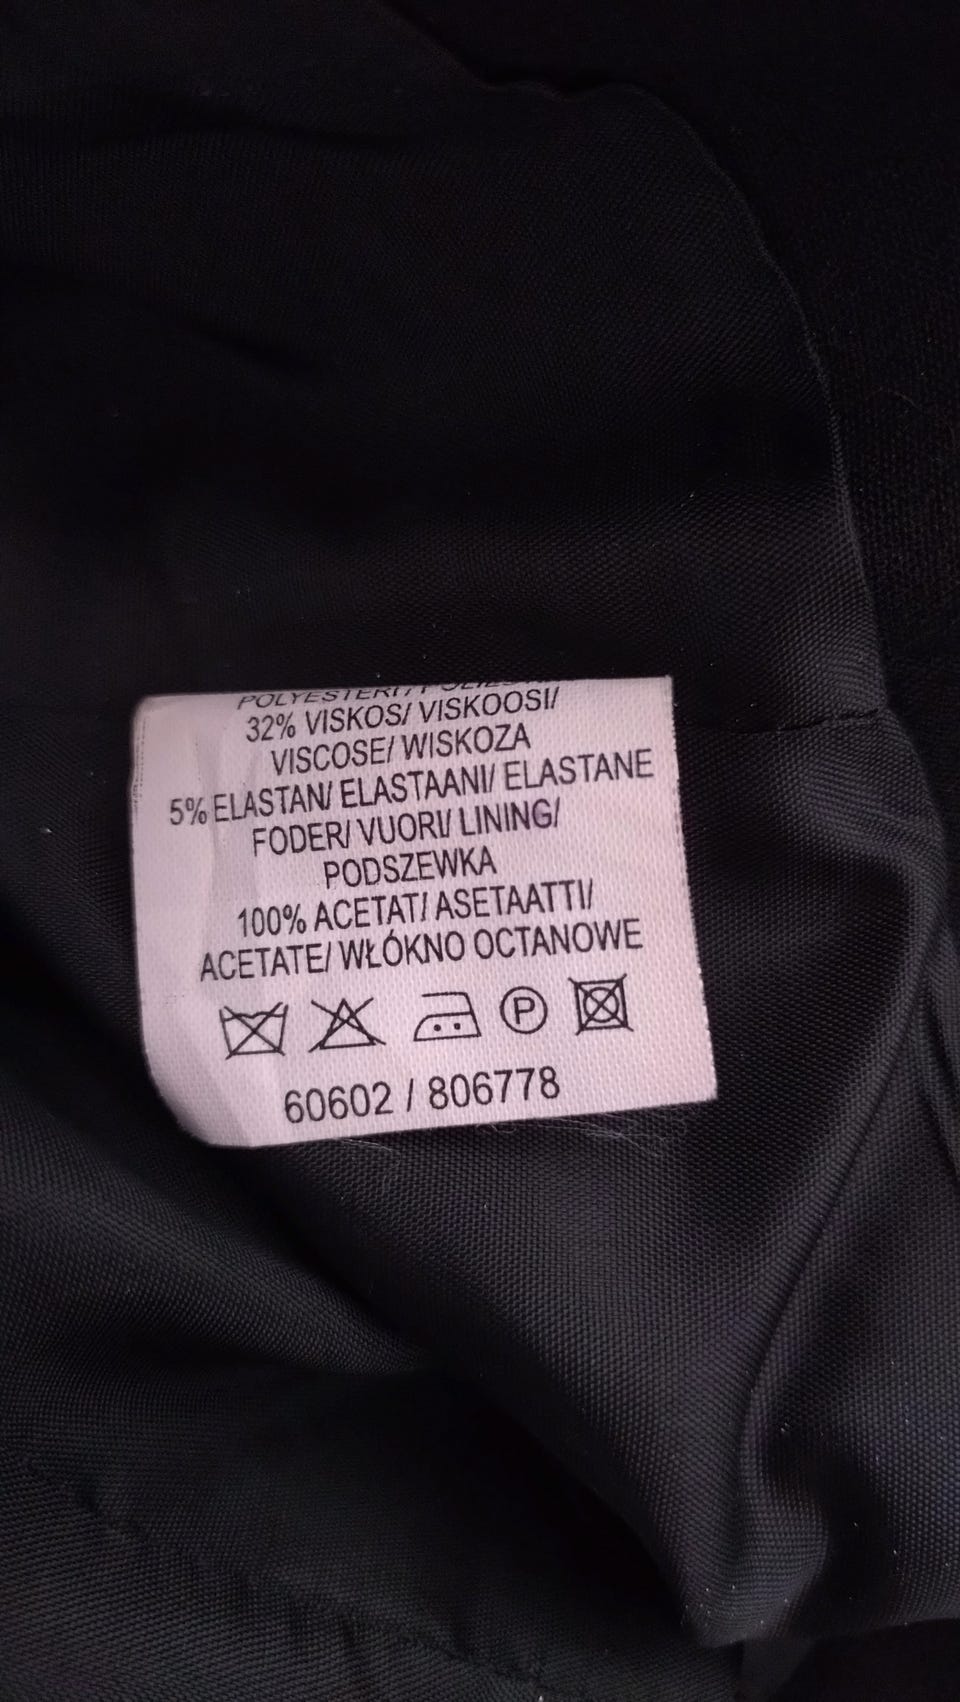 POLYESTERI/
32% VISKOS/ VISKOOSI/
VISCOSE/ WISKOZA
5% ELASTAN/ ELASTAANI/ ELASTANE
FODER/ VUORI/ LINING/
PODSZEWKA
100% ACETAT/ ASETAATTI/
ACETATE/ WŁÓKNO OCTANOWE
P
60602 / 806778